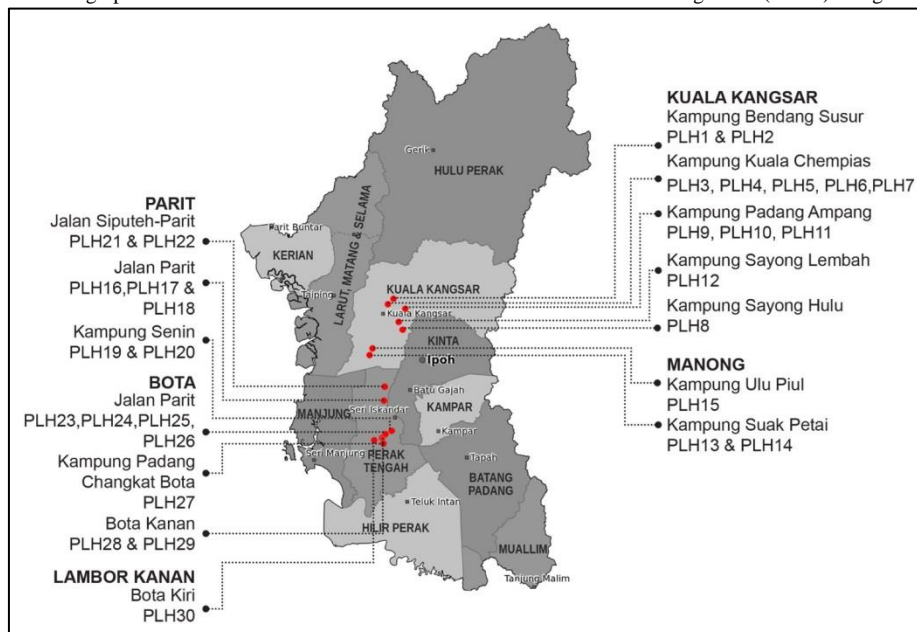 PARIT
Jalan Siputeh-Parit
PLH21 & PLH22
Jalan Parit
PLH16,PLH17 &
PLH18
Kampung Senin
PLH19 & PLH20
BOTA
Jalan Parit
PLH23,PLH24,PLH25,
PLH26
Kampung Padang
Changkat Bota
PLH27
Bota Kanan
PLH28 & PLH29
LAMBOR KANAN
Bota Kiri
PLH30
Gerik
HULU PERAK
Parit Buntar
KERIAN
LARUT, MATANG & SELAMA
Taiping
KUALA KANGSAR
Kuala Kangsar
KINTA
Ipoh
Batu Gajah
MANJUNG
Seri Iskandar
KAMPAR
Kampar
Seri Manjung
PERAK
TENGAH
Tapah
BATANG
PADANG
Teluk Intan
HILIR PERAK
MUALLIM
Tanjung Malim
KUALA KANGSAR
Kampung Bendang Susur
PLH1 & PLH2
Kampung Kuala Chempias
PLH3, PLH4, PLH5, PLH6,PLH7
Kampung Padang Ampang
PLH9, PLH10, PLH11
Kampung Sayong Lembah
PLH12
Kampung Sayong Hulu
PLH8
MANONG
Kampung Ulu Piul
PLH15
Kampung Suak Petai
PLH13 & PLH14